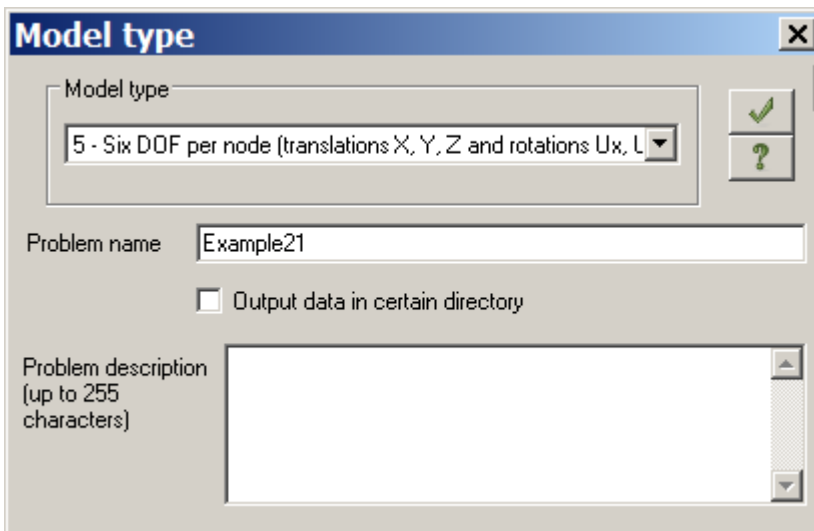 Model type
Model type
5 - Six DOF per node (translations X, Y, Z and rotations Ux, U
Problem name
Example21
Output data in certain directory
Problem description
(up to 255
characters)